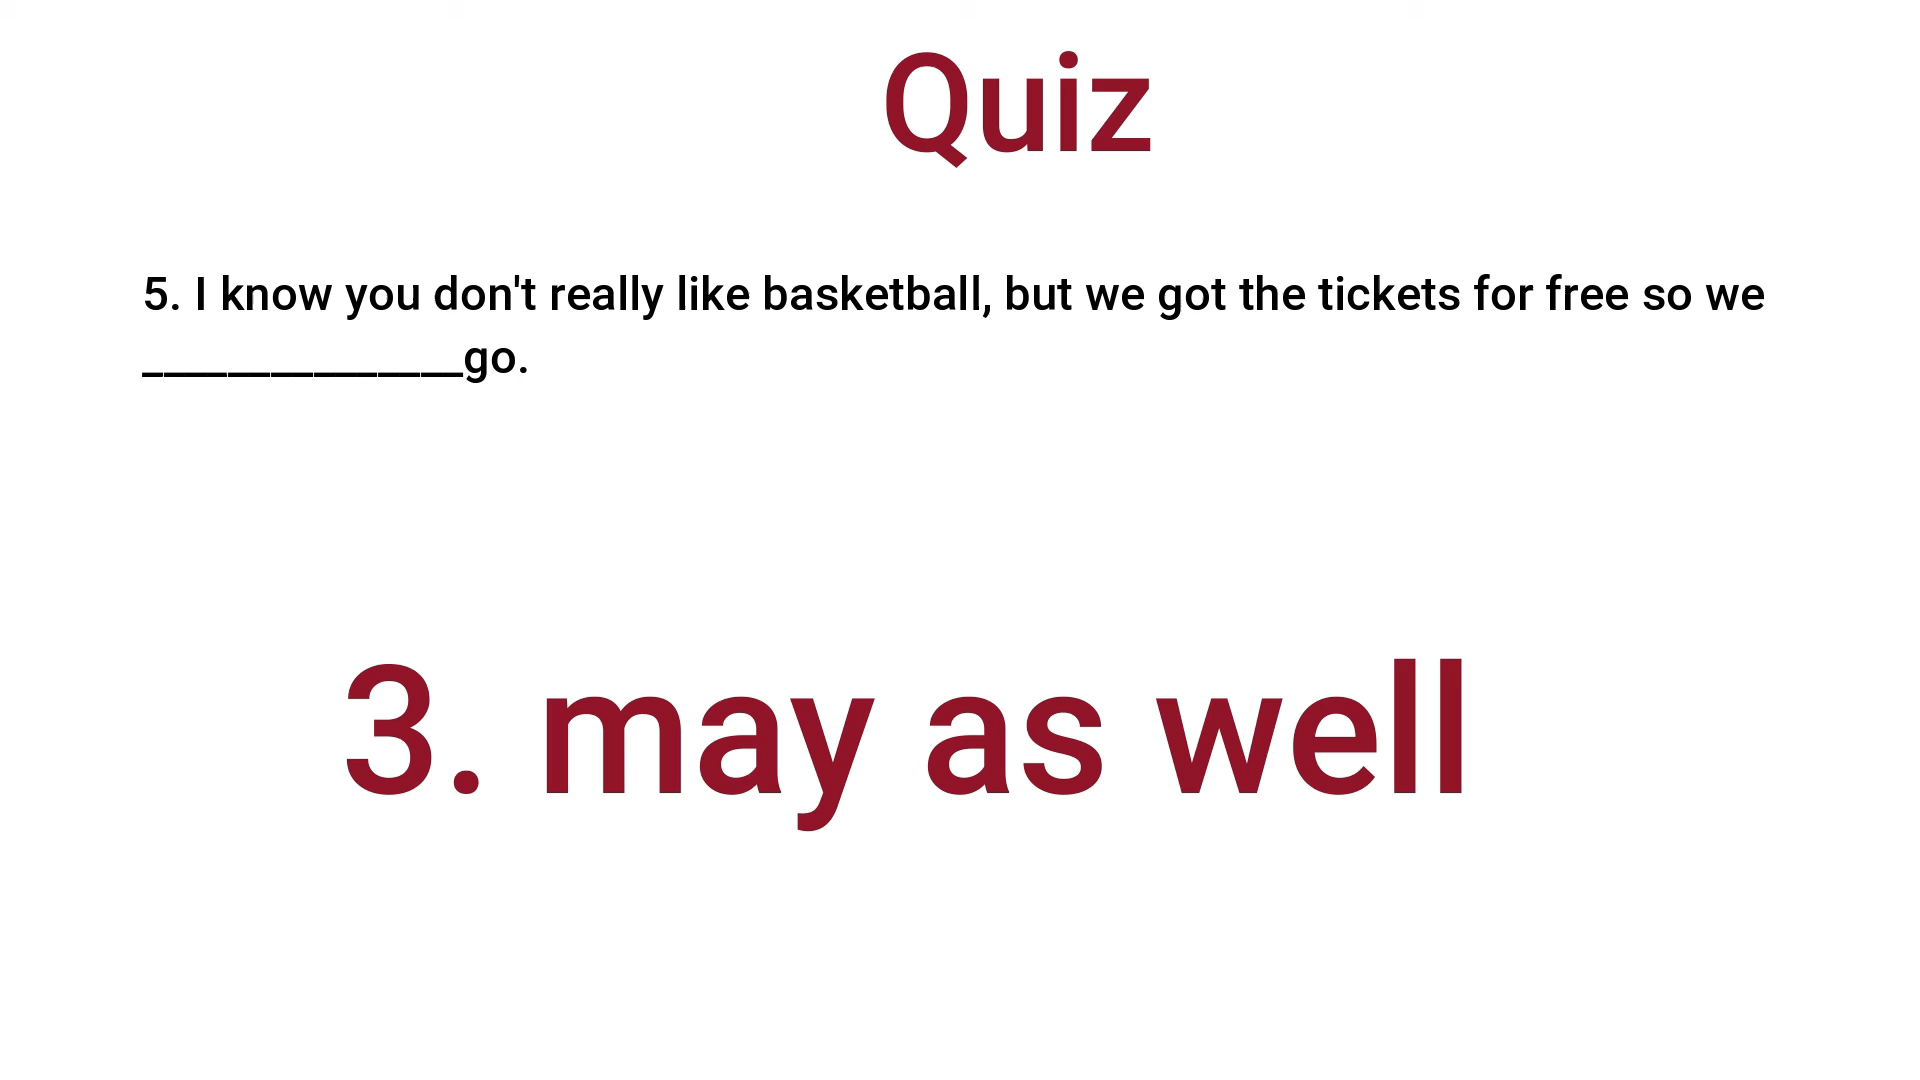 Quiz
5. I know you don't really like basketball, but we got the tickets for free so we
_______________go.
3. may as well